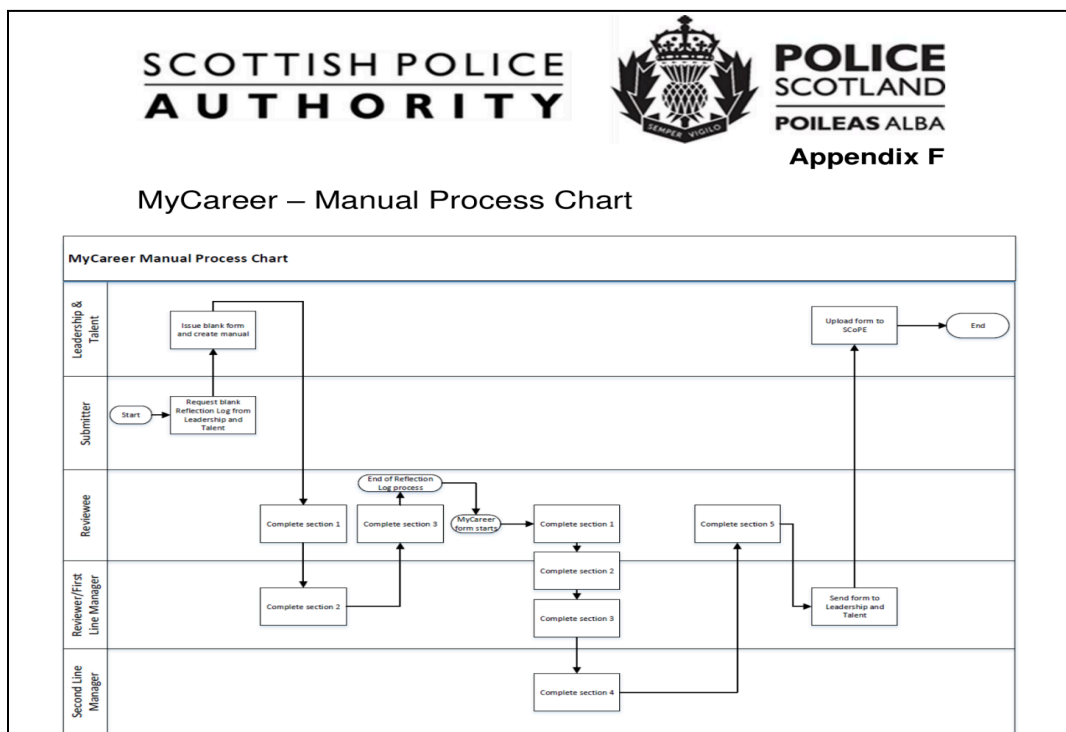 SCOTTISH POLICE
AUTHORITY
SEMPER VIGILO
POLICE
SCOTLAND
POILEAS ALBA
Appendix F
MyCareer – Manual Process Chart
MyCareer Manual Process Chart
Leadership &
Talent
Issue blank form
and create manual
Upload form to
SCoPE
End
Submitter
Start
Request blank
Reflection Log from
Leadership and
Talent
Reviewee
End of Reflection
Log process
Complete section 1
Complete section 3
MyCareer
form starts
Complete section 1
Complete section 5
Reviewer/First
Line Manager
Complete section 2
Complete section 2
Complete section 3
Send form to
Leadership and
Talent
Second Line
Manager
Complete section 4